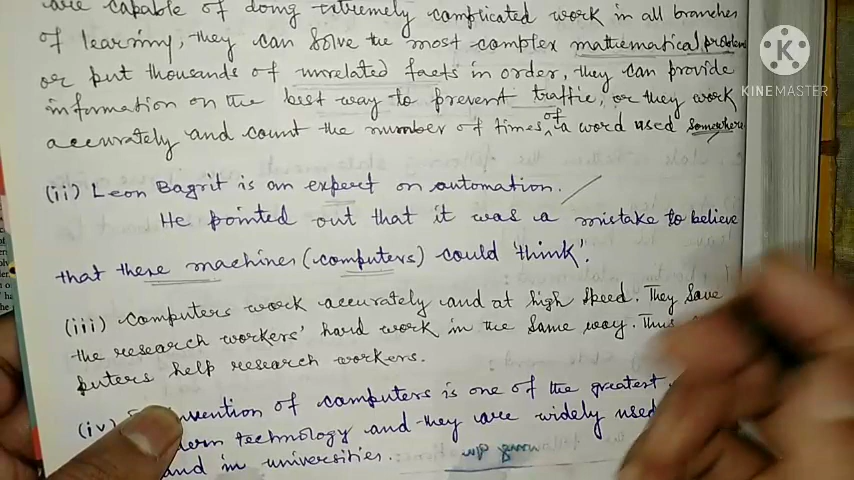 are capable of doing extremely complicated work in all branches
of learning, they can solve the most complex mathematical problems
or put thousands of unrelated facts in order, they can provide
information on the best way to prevent traffic, or they work
accurately and count the number of times of a word used somewhere
(ii) Leon Bagrit is an expert on automation.
He pointed out that it was a mistake to believe
that these machines (computers) could 'think'.
(iii) Computers work accurately and at high speed. They save
the research workers' hard work in the same way. Thus
puters help research workers.
(iv) invention of computers is one of the greatest
dern technology and they are widely used
and in universities.
KINEMASTER